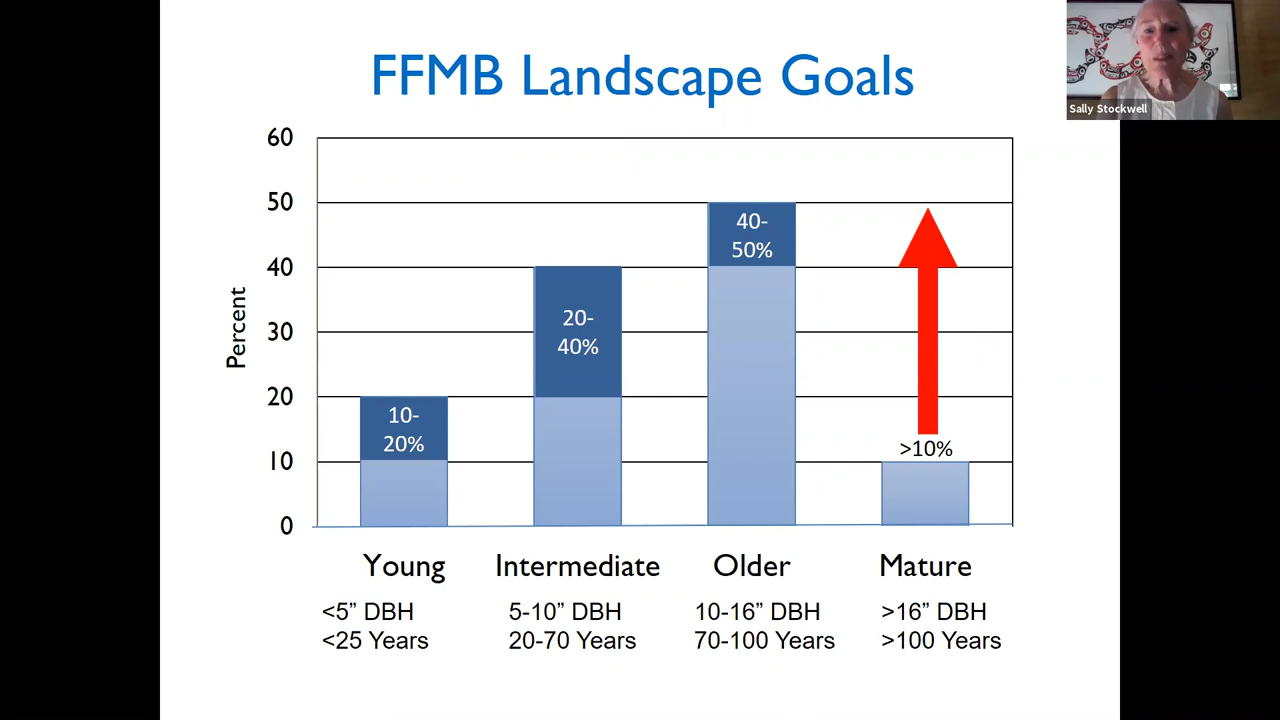 FFMB Landscape Goals
Sally Stockwell
60
50
40
30
20
10
0
Percent
10-
20%
20-
40%
40-
50%
>10%
Young Intermediate Older Mature
<5” DBH 5-10” DBH 10-16” DBH >16” DBH
<25 Years 20-70 Years 70-100 Years >100 Years